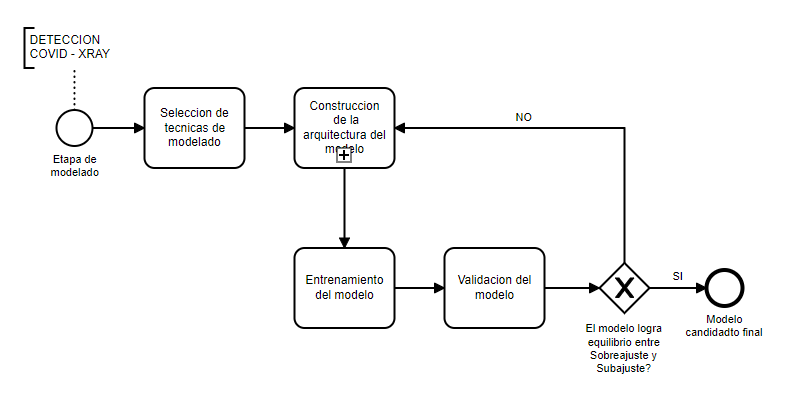 DETECCION
COVID - XRAY
Etapa de
modelado
Seleccion de
tecnicas de
modelado
Construccion
de la
arquitectura del
modelo
NO
Entrenamiento
del modelo
Validacion del
modelo
El modelo logra
equilibrio entre
Sobreajuste y
Subajuste?
SI
Modelo
candidadto final